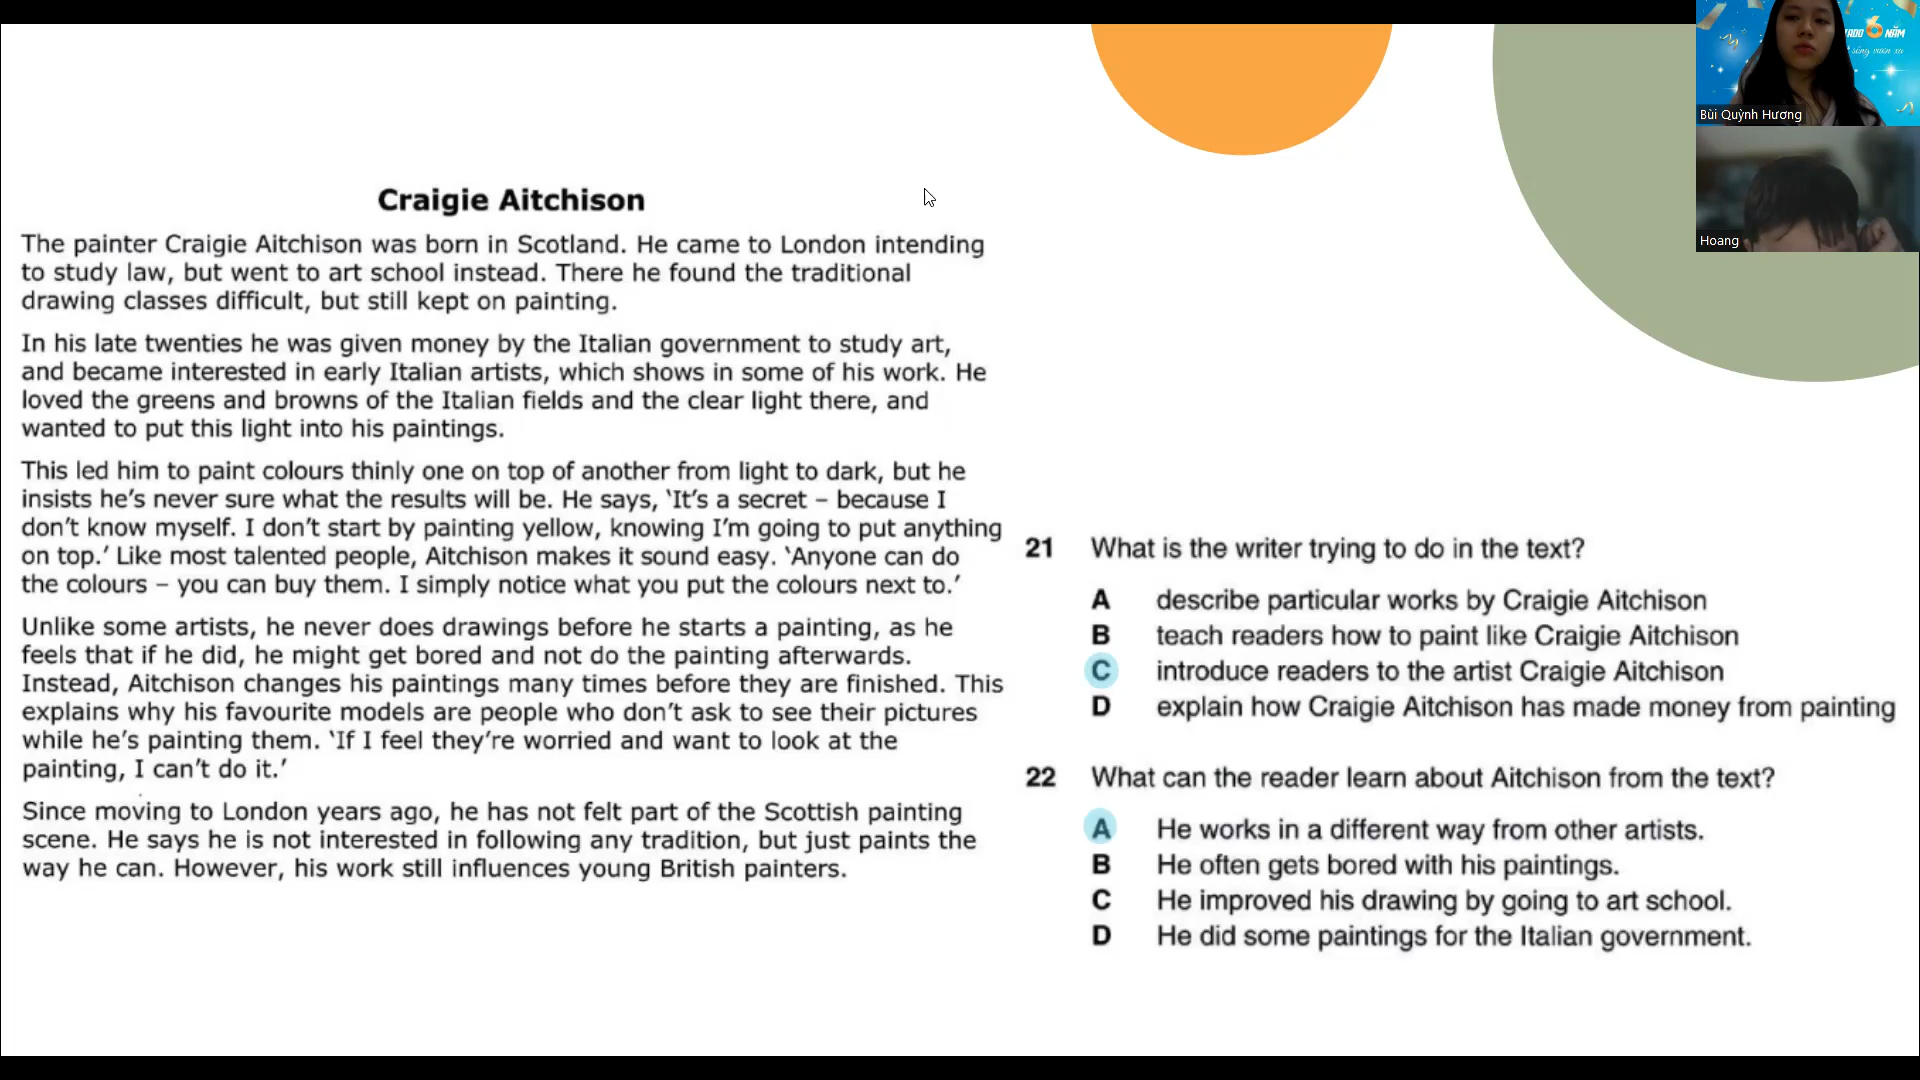 Craigie Aitchison
The painter Craigie Aitchison was born in Scotland. He came to London intending
to study law, but went to art school instead. There he found the traditional
drawing classes difficult, but still kept on painting.
In his late twenties he was given money by the Italian government to study art,
and became interested in early Italian artists, which shows in some of his work. He
loved the greens and browns of the Italian fields and the clear light there, and
wanted to put this light into his paintings.
This led him to paint colours thinly one on top of another from light to dark, but he
insists he's never sure what the results will be. He says, ‘It's a secret – because I
don't know myself. I don't start by painting yellow, knowing I'm going to put anything
on top.’ Like most talented people, Aitchison makes it sound easy. ‘Anyone can do
the colours – you can buy them. I simply notice what you put the colours next to.’
Unlike some artists, he never does drawings before he starts a painting, as he
feels that if he did, he might get bored and not do the painting afterwards.
Instead, Aitchison changes his paintings many times before they are finished. This
explains why his favourite models are people who don't ask to see their pictures
while he's painting them. ‘If I feel they're worried and want to look at the
painting, I can't do it.’
Since moving to London years ago, he has not felt part of the Scottish painting
scene. He says he is not interested in following any tradition, but just paints the
way he can. However, his work still influences young British painters.
21 What is the writer trying to do in the text?
A describe particular works by Craigie Aitchison
B teach readers how to paint like Craigie Aitchison
C introduce readers to the artist Craigie Aitchison
D explain how Craigie Aitchison has made money from painting
22 What can the reader learn about Aitchison from the text?
A He works in a different way from other artists.
B He often gets bored with his paintings.
C He improved his drawing by going to art school.
D He did some paintings for the Italian government.
6 NĂM
sống vươn xa
Bùi Quỳnh Hương
Hoang